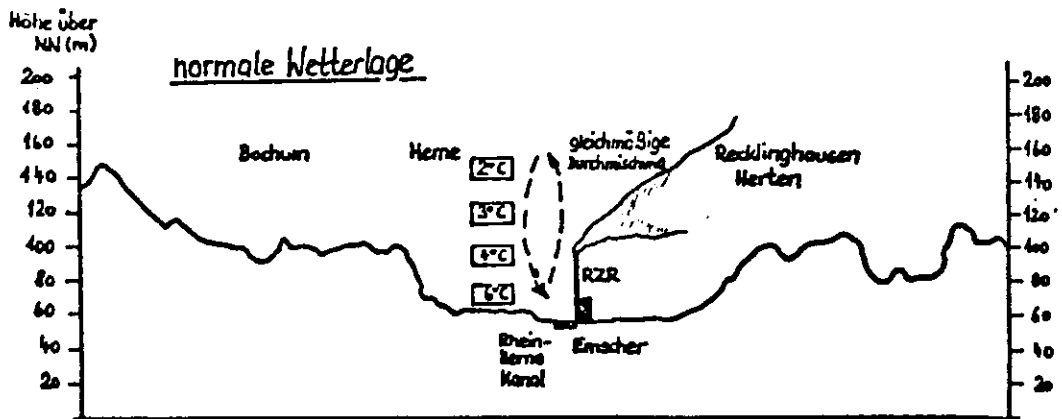 Höhe über
NN (m)
normale Wetterlage
200
180
160
140
120
100
80
60
40
20
Bochum
Herne
2°C
3°C
4°C
6°C
gleichmäßige
Durchmischung
Recklinghausen
Herten
RZR
Rhein-
Herne
Kanal
Emscher
200
180
160
140
120
100
80
60
40
20